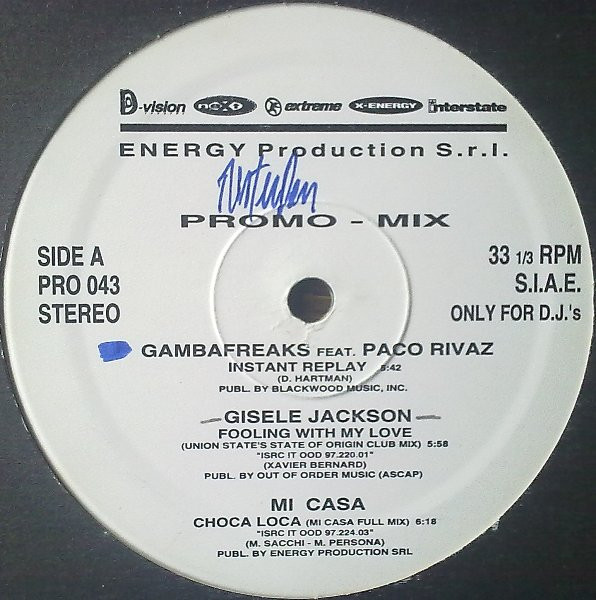 D-vision next extreme X-ENERGY interstate
ENERGY Production S.r.l.
PROMO - MIX
SIDE A
PRO 043
STEREO
33 1/3 RPM
S.I.A.E.
ONLY FOR D.J.'s
GAMBAFREAKS FEAT. PACO RIVAZ
INSTANT REPLAY 5:42
(D. HARTMAN)
PUBL. BY BLACKWOOD MUSIC, INC.
GISELE JACKSON
FOOLING WITH MY LOVE
(UNION STATE'S STATE OF ORIGIN CLUB MIX) 5:58
"ISRC IT OOD 97.220.01"
(XAVIER BERNARD)
PUBL. BY OUT OF ORDER MUSIC (ASCAP)
MI CASA
CHOCA LOCA (MI CASA FULL MIX) 6:18
"ISRC IT OOD 97.224.03"
(M. SACCHI - M. PERSONA)
PUBL. BY ENERGY PRODUCTION SRL